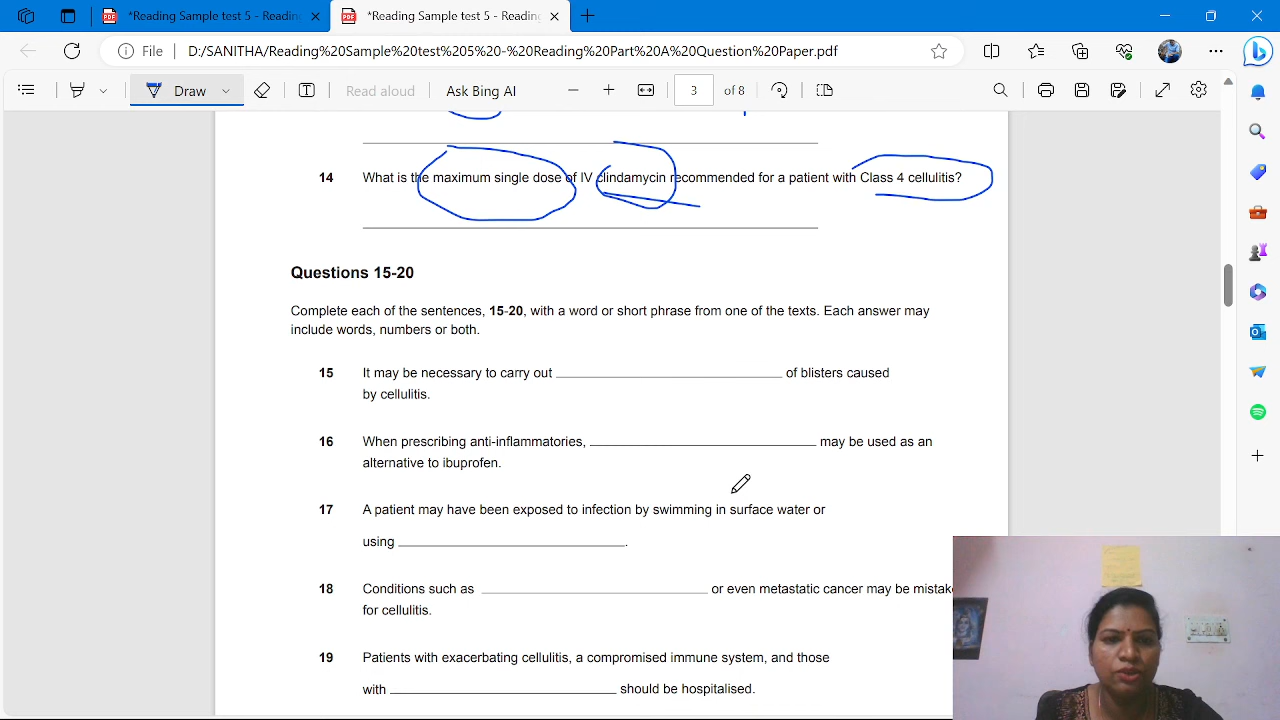 *Reading Sample test 5 - Readin
*Reading Sample test 5 - Reading
File
D:/SANITHA/Reading%20Sample%20test%205%20-%20Reading%20Part%20A%20Question%20Paper.pdf
Draw
Read aloud
Ask Bing AI
3 of 8
14 What is the maximum single dose of IV clindamycin recommended for a patient with Class 4 cellulitis?
Questions 15-20
Complete each of the sentences, 15-20, with a word or short phrase from one of the texts. Each answer may
include words, numbers or both.
15 It may be necessary to carry out of blisters caused
by cellulitis.
16 When prescribing anti-inflammatories, may be used as an
alternative to ibuprofen.
17 A patient may have been exposed to infection by swimming in surface water or
using .
18 Conditions such as or even metastatic cancer may be mistak
for cellulitis.
19 Patients with exacerbating cellulitis, a compromised immune system, and those
with should be hospitalised.